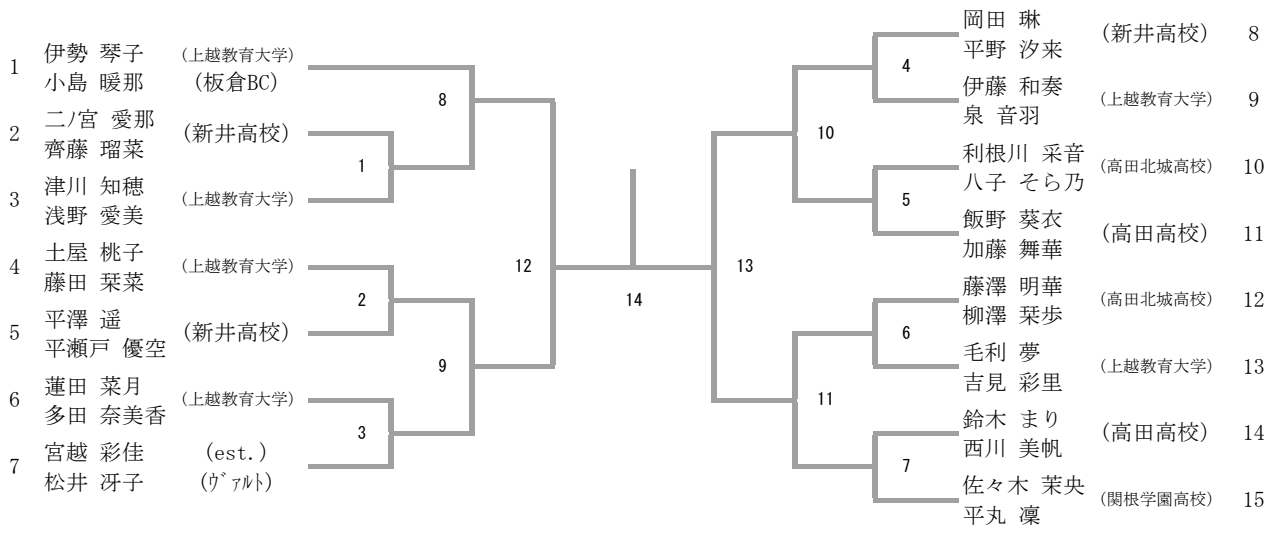 1 伊勢 琴子 (上越教育大学)
小島 暖那 (板倉BC)
2 二ノ宮 愛那 (新井高校)
齊藤 瑠菜
3 津川 知穂 (上越教育大学)
浅野 愛美
4 土屋 桃子 (上越教育大学)
藤田 栞菜
5 平澤 遥 (新井高校)
平瀬戸 優空
6 蓮田 菜月 (上越教育大学)
多田 奈美香
7 宮越 彩佳 (est.)
松井 冴子 (ヴァルト)
8
1
2
9
3
12
14
13
10
4
5
11
6
7
岡田 琳 (新井高校) 8
平野 汐来
伊藤 和奏 (上越教育大学) 9
泉 音羽
利根川 采音 (高田北城高校) 10
八子 そら乃
飯野 葵衣 (高田高校) 11
加藤 舞華
藤澤 明華 (高田北城高校) 12
柳澤 栞歩
毛利 夢 (上越教育大学) 13
吉見 彩里
鈴木 まり (高田高校) 14
西川 美帆
佐々木 茉央 (関根学園高校) 15
平丸 凜